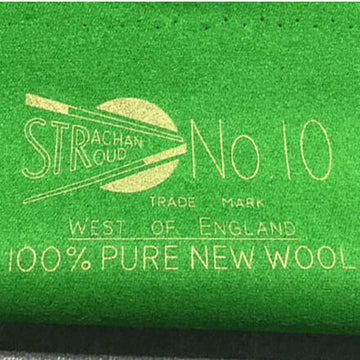 STRACHAN
STROUD No. 10
TRADE MARK
WEST OF ENGLAND
100% PURE NEW WOOL